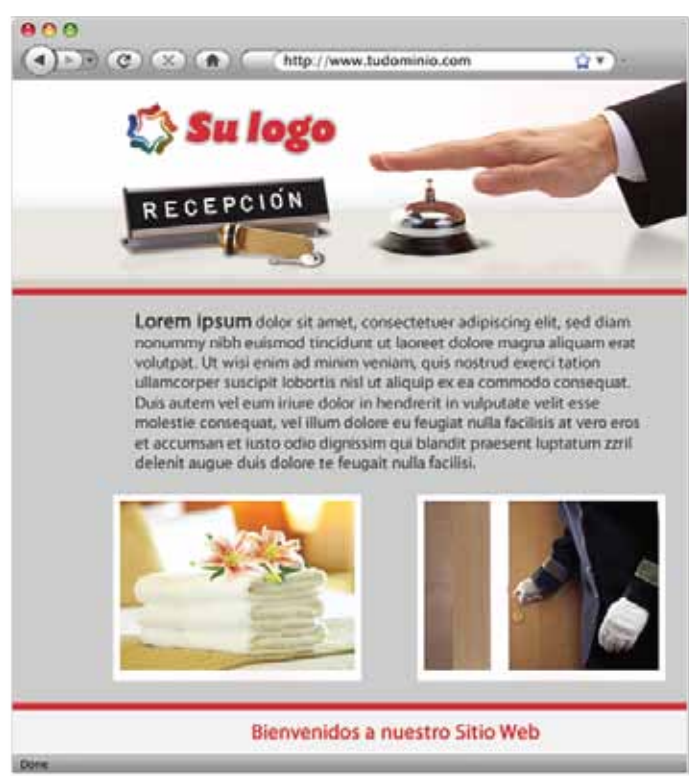 http://www.tudominio.com
Su logo
RECEPCIÓN
Lorem ipsum dolor sit amet, consectetuer adipiscing elit, sed diam
nonummy nibh euismod tincidunt ut laoreet dolore magna aliquam erat
volutpat. Ut wisi enim ad minim veniam, quis nostrud exerci tation
ullamcorper suscipit lobortis nisl ut aliquip ex ea commodo consequat.
Duis autem vel eum iriure dolor in hendrerit in vulputate velit esse
molestie consequat, vel illum dolore eu feugiat nulla facilisis at vero eros
et accumsan et iusto odio dignissim qui blandit praesent luptatum zzril
delenit augue duis dolore te feugait nulla facilisi.
Bienvenidos a nuestro Sitio Web
Done